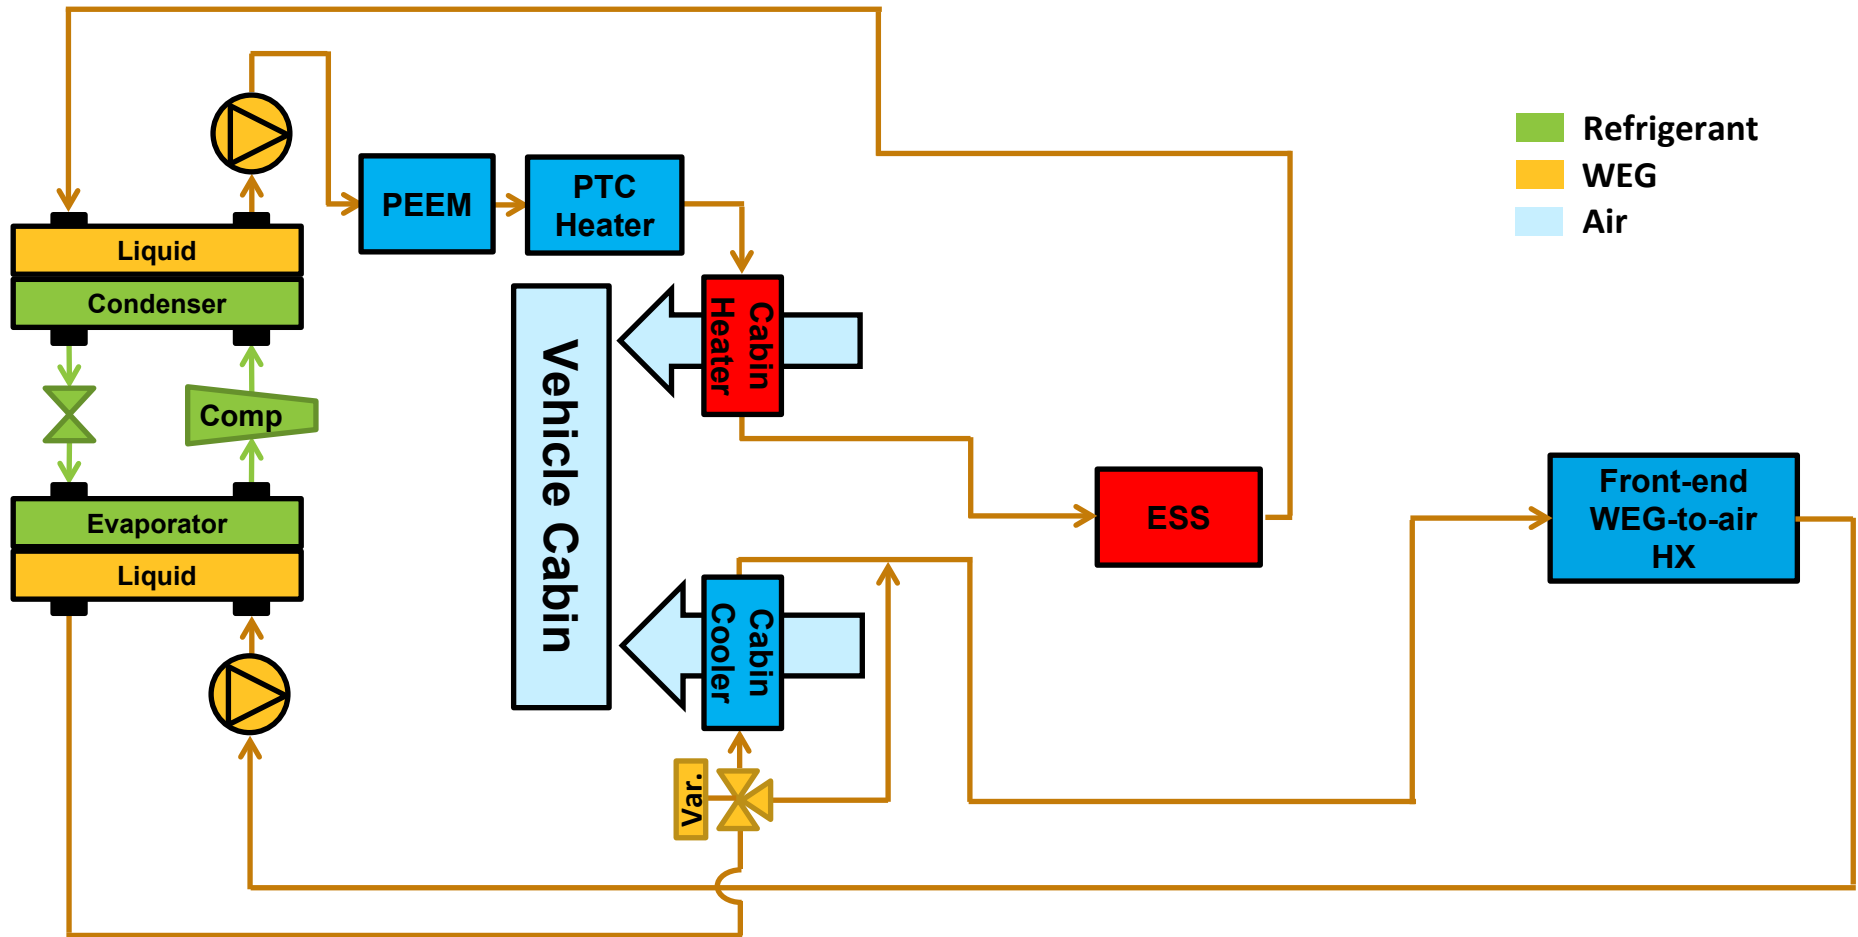 Refrigerant
WEG
Air
PEEM
PTC
Heater
Liquid
Condenser
Comp
Evaporator
Liquid
Vehicle Cabin
Cabin
Heater
ESS
Front-end
WEG-to-air
HX
Cabin
Cooler
Var.